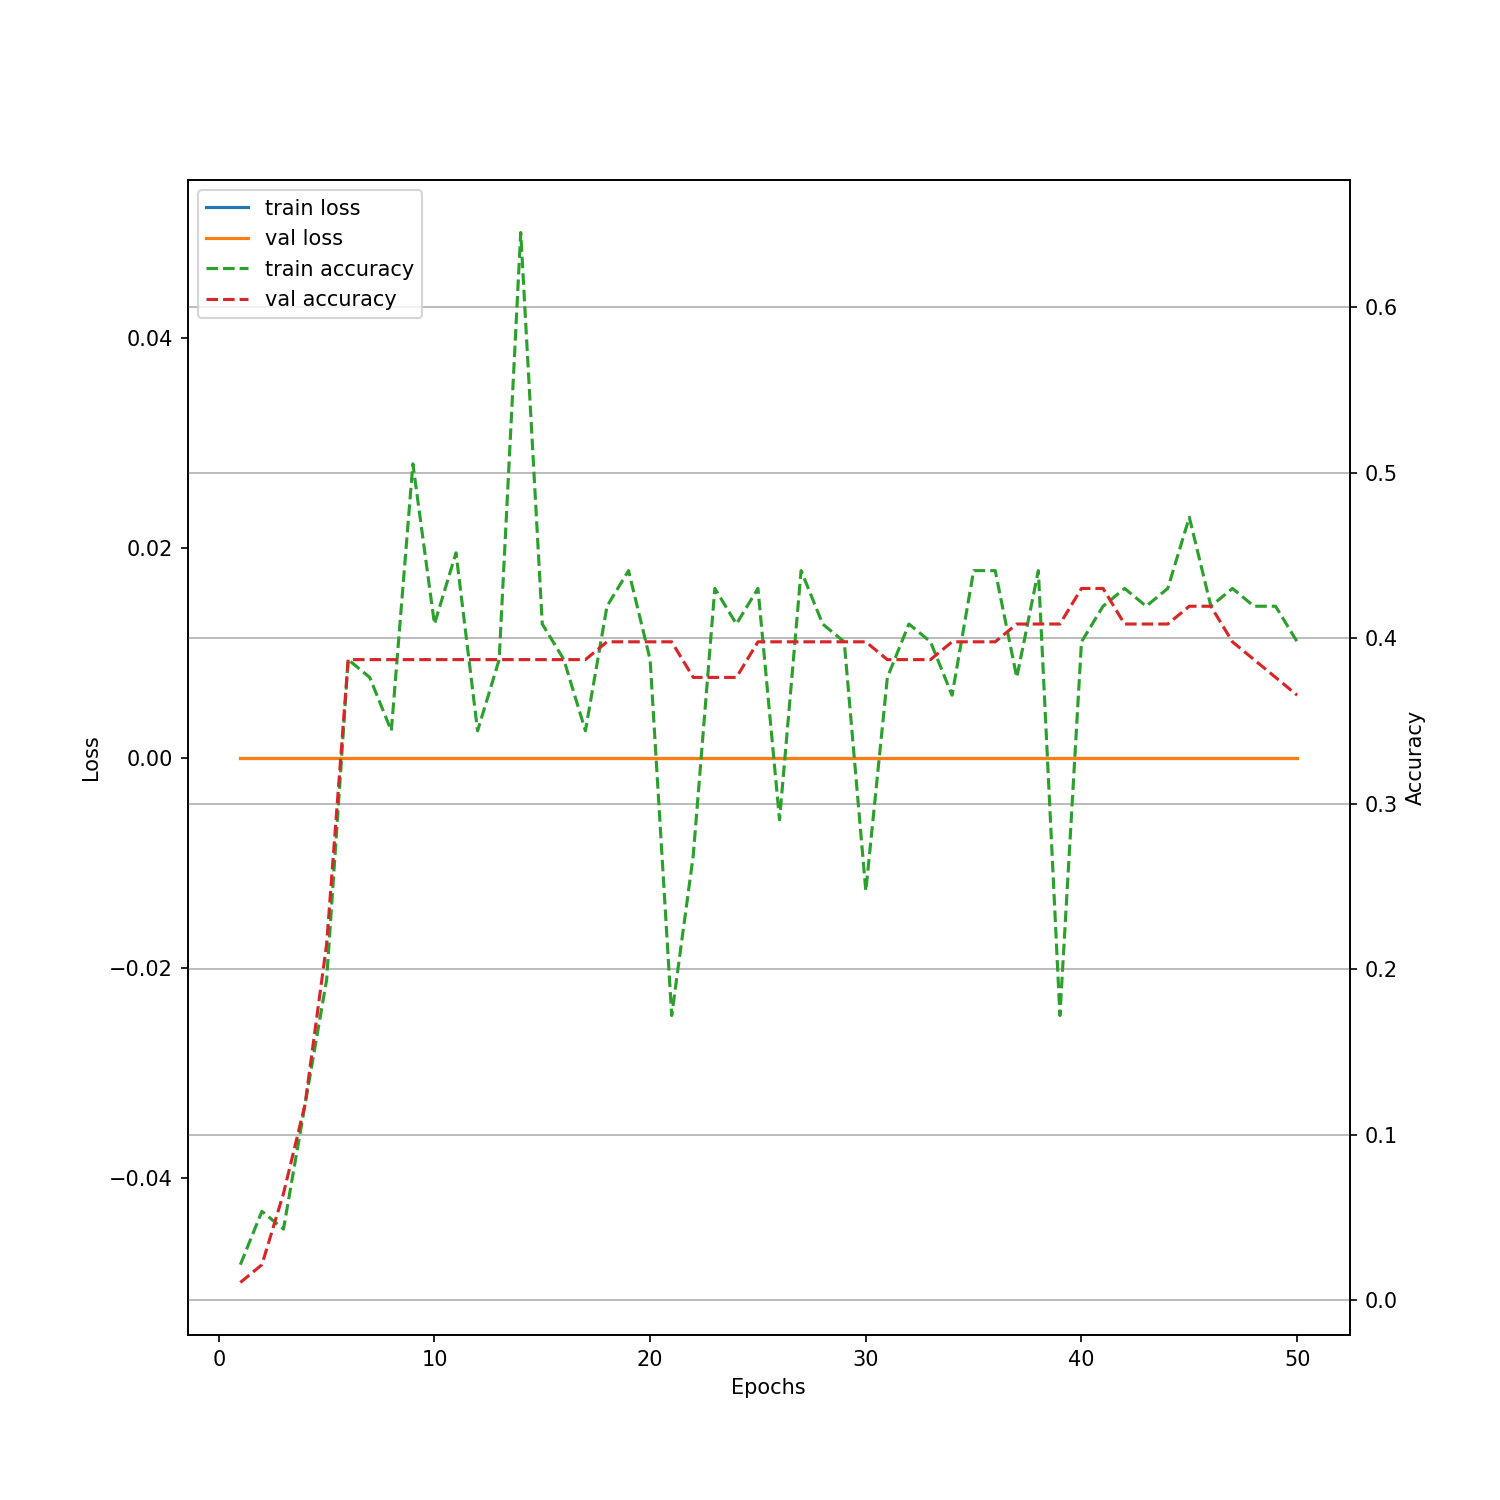 train loss
val loss
train accuracy
val accuracy
0.04
0.02
0.00
−0.02
−0.04
Loss
0.6
0.5
0.4
0.3
0.2
0.1
0.0
Accuracy
0 10 20 30 40 50
Epochs